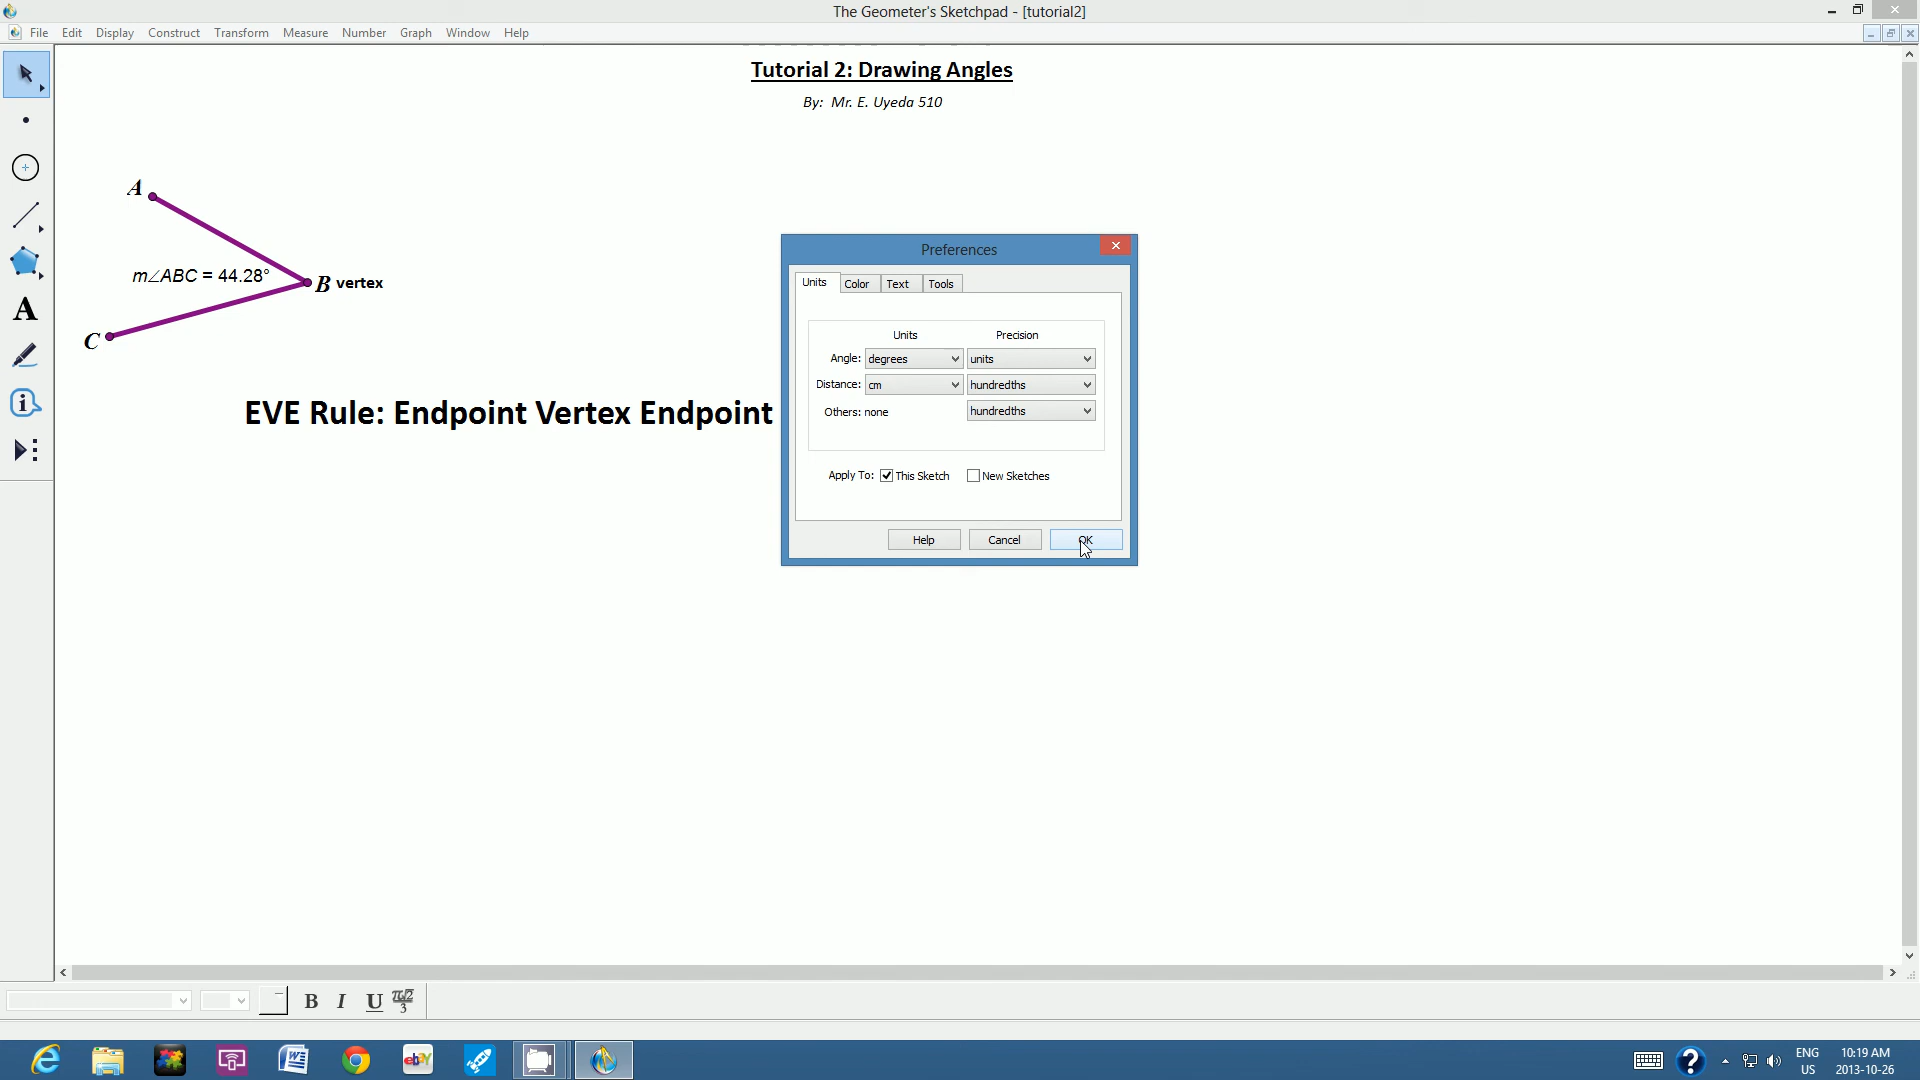 The Geometer's Sketchpad - [tutorial2]
File Edit Display Construct Transform Measure Number Graph Window Help
Tutorial 2: Drawing Angles
By: Mr. E. Uyeda 510
A
m∠ABC = 44.28°
B vertex
C
EVE Rule: Endpoint Vertex Endpoint
Preferences
Units Color Text Tools
Units Precision
Angle: degrees units
Distance: cm hundredths
Others: none hundredths
Apply To: This Sketch New Sketches
Help Cancel OK
A
B I U
ebay
ENG 10:19 AM
US 2013-10-26